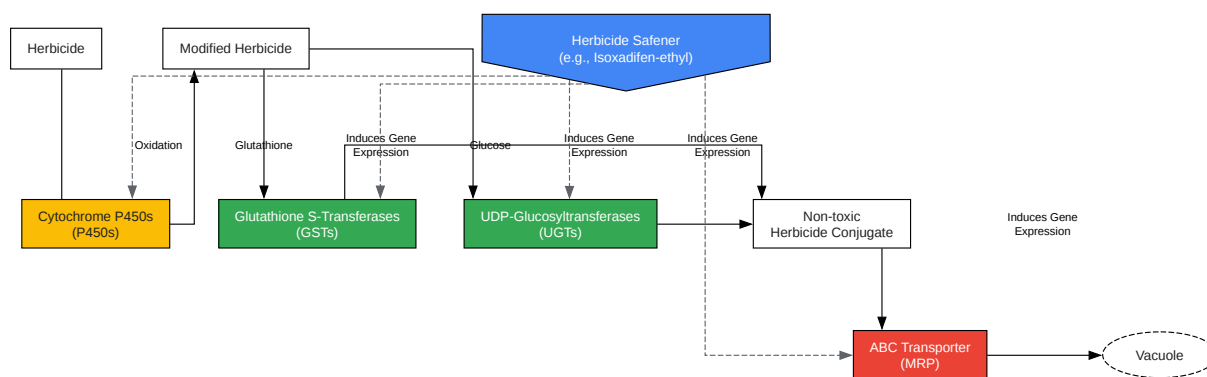 Herbicide
Modified Herbicide
Herbicide Safener
(e.g., Isoxadifen-ethyl)
Oxidation
Glutathione
Induces Gene
Expression
Glucose
Induces Gene
Expression
Induces Gene
Expression
Cytochrome P450s
(P450s)
Glutathione S-Transferases
(GSTs)
UDP-Glucosyltransferases
(UGTs)
Non-toxic
Herbicide Conjugate
Induces Gene
Expression
ABC Transporter
(MRP)
Vacuole